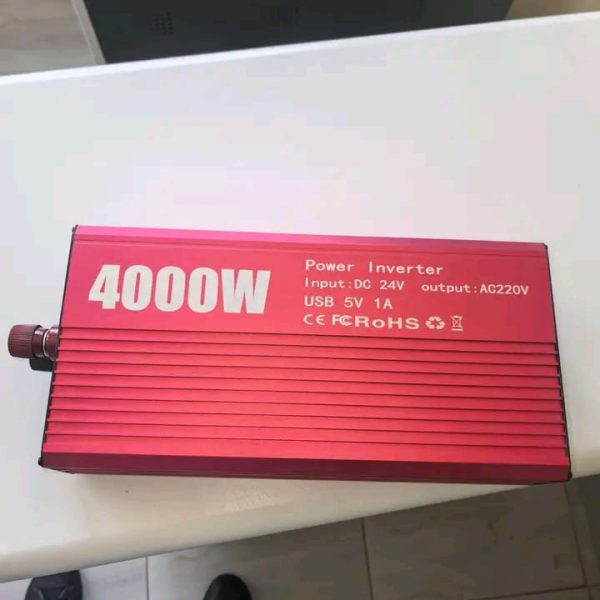 4000W
Power Inverter
Input:DC 24V output:AC220V
USB 5V 1A
CE FC RoHS